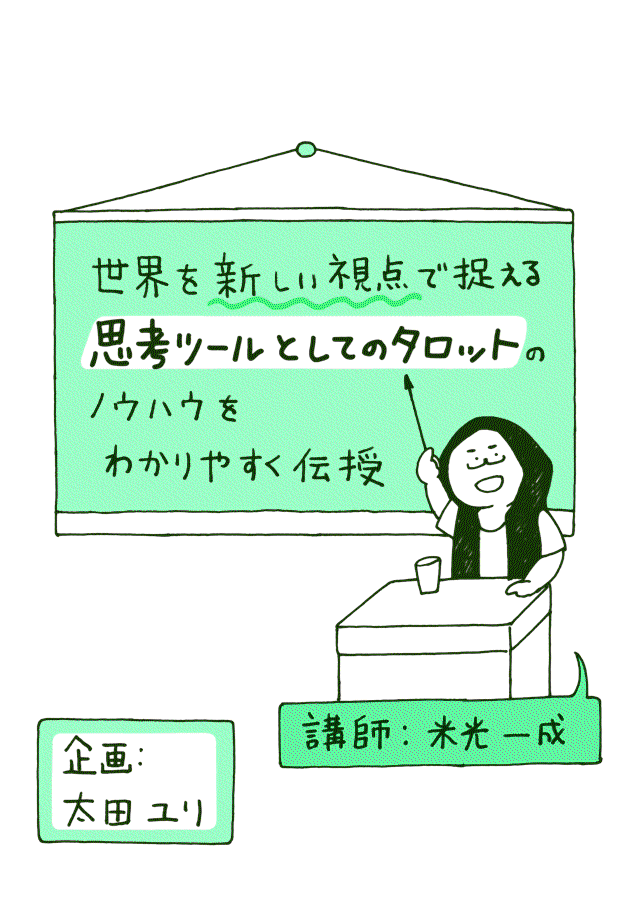 世界を新しい視点で捉える
思考ツールとしてのタロットの
ノウハウを
わかりやすく伝授
講師：米光一成
企画：
太田ユリ